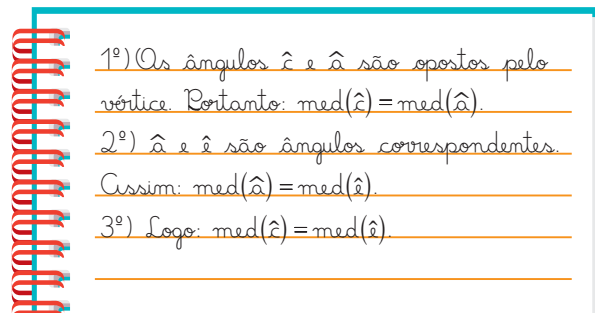 1º) Os ângulos ĉ e â são opostos pelo
vértice. Portanto: med(ĉ) = med(â).
2º) â e ê são ângulos correspondentes.
Assim: med(â) = med(ê).
3º) Logo: med(ĉ) = med(ê).